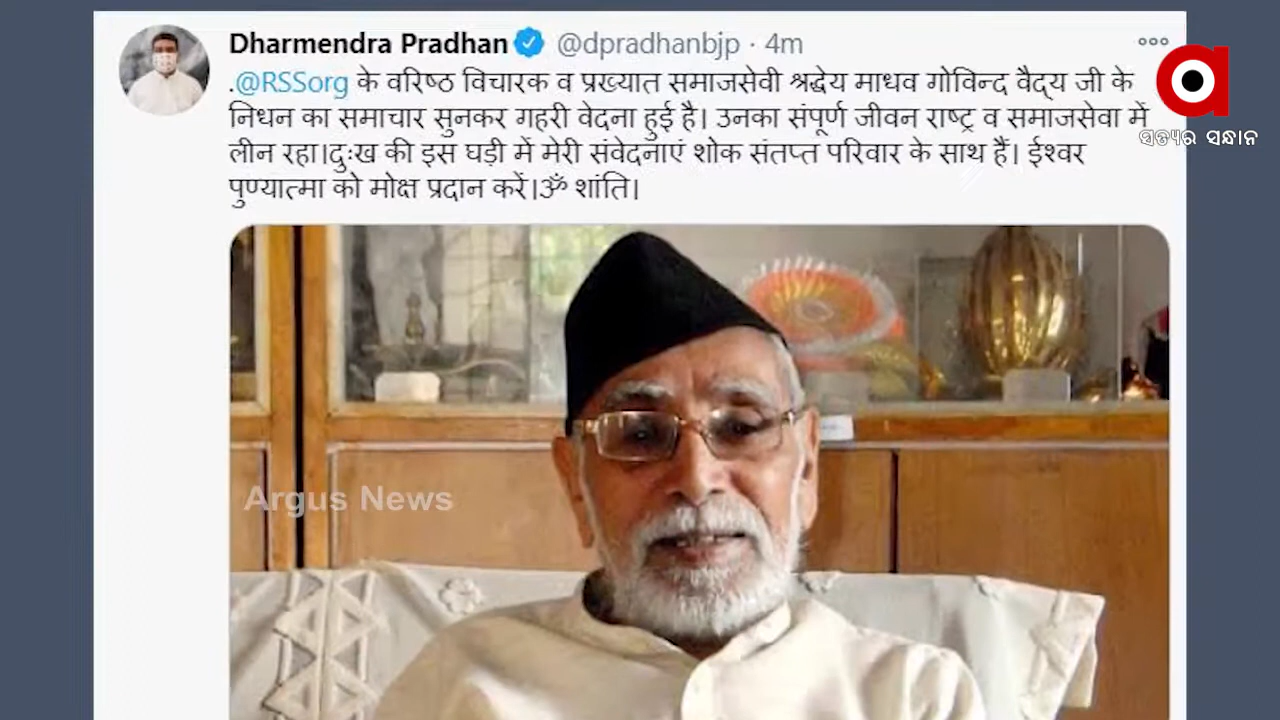 Dharmendra Pradhan @dpradhanbjp · 4m
.@RSSorg के वरिष्ठ विचारक व प्रख्यात समाजसेवी श्रद्धेय माधव गोविन्द वैद्य जी के
निधन का समाचार सुनकर गहरी वेदना हुई है। उनका संपूर्ण जीवन राष्ट्र व समाजसेवा में
लीन रहा।दुःख की इस घड़ी में मेरी संवेदनाएं शोक संतप्त परिवार के साथ हैं। ईश्वर
पुण्यात्मा को मोक्ष प्रदान करें।ॐ शांति।
ସତ୍ୟର ସନ୍ଧାନ
Argus News